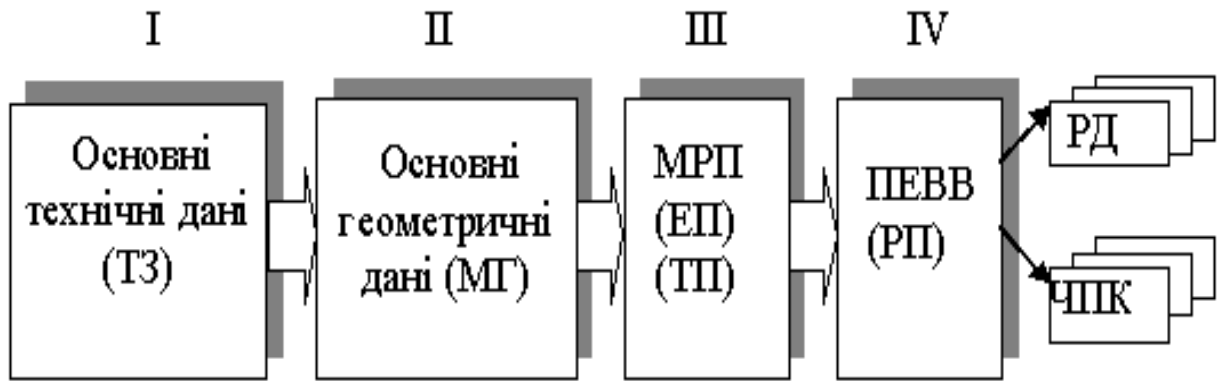 I
II
III
IV
Основні
технічні дані
(ТЗ)
Основні
геометричні
дані (МГ)
МРП
(ЕП)
(ТП)
ПЕВВ
(РП)
РД
ЧПК